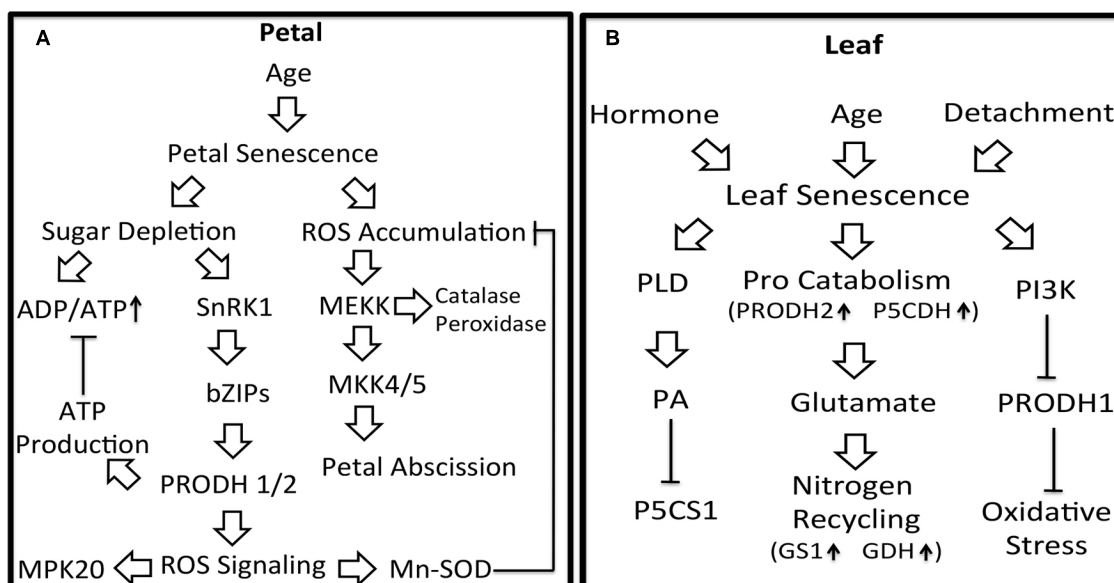 A
Petal
Age
Petal Senescence
Sugar Depletion
ROS Accumulation
ADP/ATP
SnRK1
MEKK
Catalase
Peroxidase
bZIPs
MKK4/5
ATP
Production
Petal Abscission
PRODH 1/2
MPK20
ROS Signaling
Mn-SOD
B
Leaf
Hormone
Age
Detachment
Leaf Senescence
PLD
Pro Catabolism
(PRODH2 P5CDH )
PI3K
PA
Glutamate
PRODH1
P5CS1
Nitrogen
Recycling
(GS1 GDH )
Oxidative
Stress